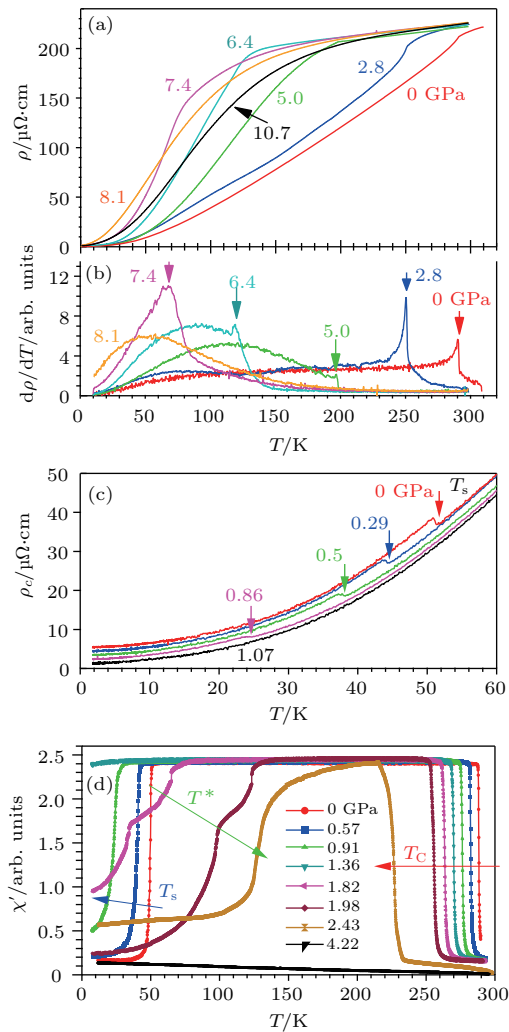 (a)
6.4
7.4
5.0
2.8
0 GPa
10.7
8.1
ρ/μΩ·cm
200
150
100
50
0
(b)
7.4
6.4
5.0
2.8
0 GPa
8.1
dρ/dT/arb. units
12
8
4
0
0 50 100 150 200 250 300
T/K
(c)
0 GPa
Ts
0.29
0.5
0.86
1.07
ρc/μΩ·cm
50
40
30
20
10
0
0 10 20 30 40 50 60
T/K
(d)
T*
Ts
TC
0 GPa
0.57
0.91
1.36
1.82
1.98
2.43
4.22
χ′/arb. units
2.5
2.0
1.5
1.0
0.5
0
0 50 100 150 200 250 300
T/K